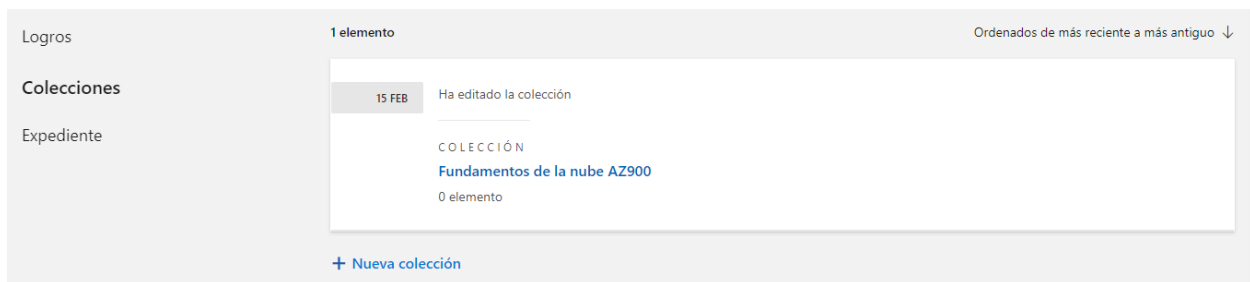 Logros
Colecciones
Expediente
1 elemento
Ordenados de más reciente a más antiguo ↓
15 FEB
Ha editado la colección
COLECCIÓN
Fundamentos de la nube AZ900
0 elemento
+ Nueva colección